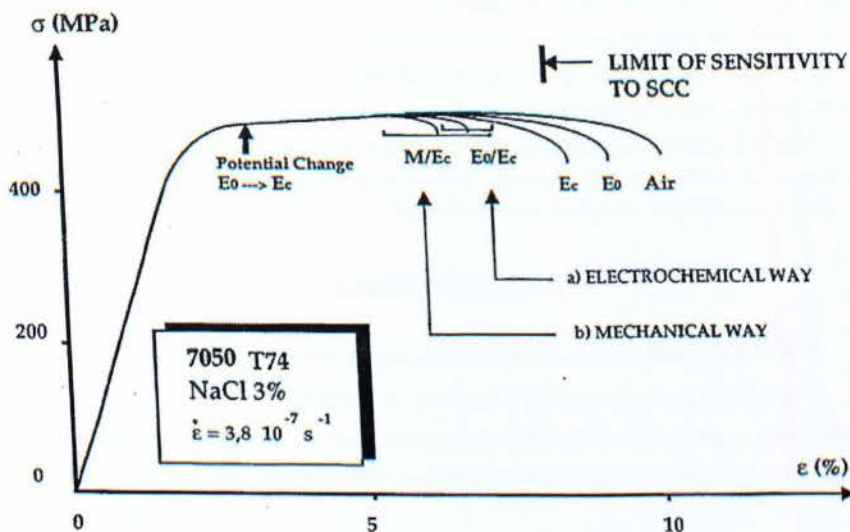 σ (MPa)
LIMIT OF SENSITIVITY
TO SCC
Potential Change
E0 ---> Ec
M/Ec
E0/Ec
400
Ec
E0
Air
a) ELECTROCHEMICAL WAY
b) MECHANICAL WAY
200
7050 T74
NaCl 3%
ε̇ = 3,8 10⁻⁷ s⁻¹
0
ε (%)
0
5
10